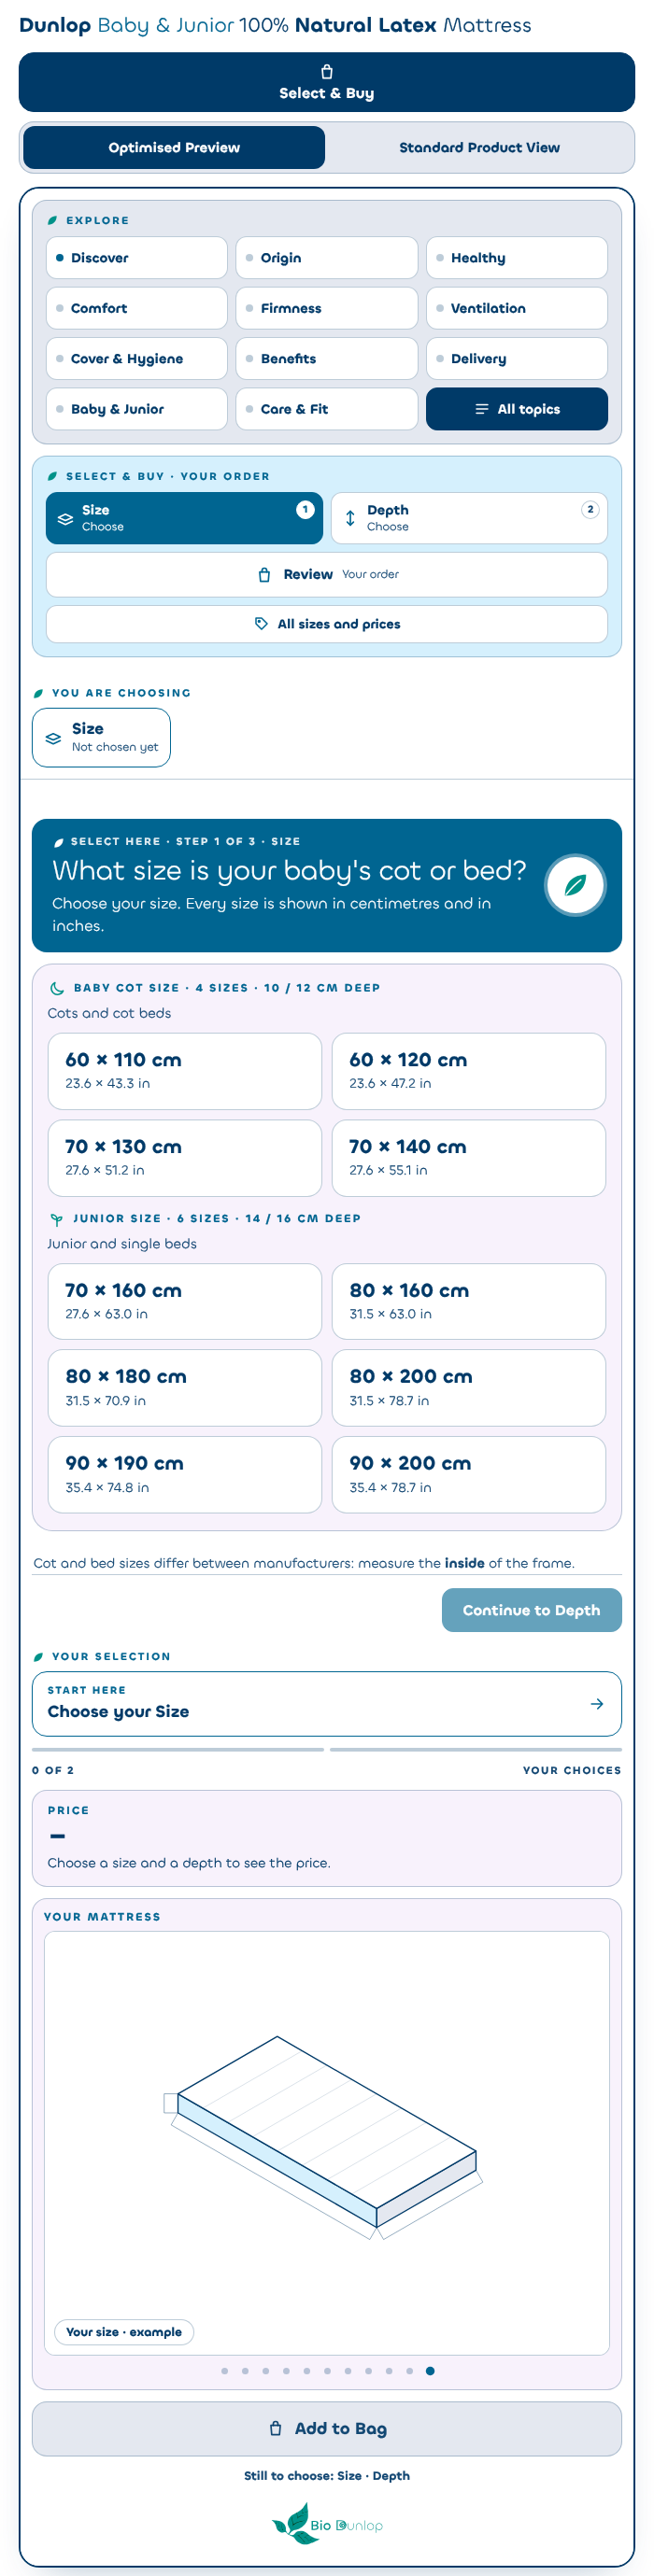 Dunlop Baby & Junior 100% Natural Latex Mattress
Select & Buy
Optimised Preview
Standard Product View
EXPLORE
Discover
Origin
Healthy
Comfort
Firmness
Ventilation
Cover & Hygiene
Benefits
Delivery
Baby & Junior
Care & Fit
All topics
SELECT & BUY · YOUR ORDER
Size
Choose
1
Depth
Choose
2
Review Your order
All sizes and prices
YOU ARE CHOOSING
Size
Not chosen yet
SELECT HERE · STEP 1 OF 3 · SIZE
What size is your baby's cot or bed?
Choose your size. Every size is shown in centimetres and in
inches.
BABY COT SIZE · 4 SIZES · 10 / 12 CM DEEP
Cots and cot beds
60 × 110 cm
23.6 × 43.3 in
60 × 120 cm
23.6 × 47.2 in
70 × 130 cm
27.6 × 51.2 in
70 × 140 cm
27.6 × 55.1 in
JUNIOR SIZE · 6 SIZES · 14 / 16 CM DEEP
Junior and single beds
70 × 160 cm
27.6 × 63.0 in
80 × 160 cm
31.5 × 63.0 in
80 × 180 cm
31.5 × 70.9 in
80 × 200 cm
31.5 × 78.7 in
90 × 190 cm
35.4 × 74.8 in
90 × 200 cm
35.4 × 78.7 in
Cot and bed sizes differ between manufacturers: measure the inside of the frame.
Continue to Depth
YOUR SELECTION
START HERE
Choose your Size
0 OF 2
YOUR CHOICES
PRICE
–
Choose a size and a depth to see the price.
YOUR MATTRESS
Your size · example
Add to Bag
Still to choose: Size · Depth
Bio Dunlop